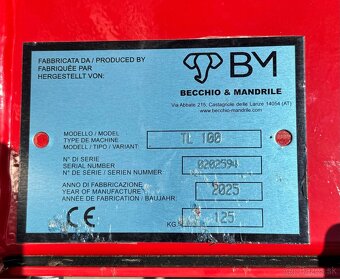 FABBRICATA DA / PRODUCED BY
FABRIQUÉE PAR
HERGESTELLT VON:
BM
BECCHIO & MANDRILE
Via Abbate 215, Castagnole delle Lanze 14054 (AT)
www.becchio-mandrile.com
MODELLO / MODEL
TYPE DE MACHINE
MODELL / TIPO / VARIANT:
TL 100
N° DI SERIE
SERIAL NUMBER
N° DE SÉRIE / SERIEN NUMMER
0202594
ANNO DI FABBRICAZIONE
YEAR OF MANUFACTURE
ANNÉE DE FABRICATION / BAUJAHR:
2025
CE
KG
125